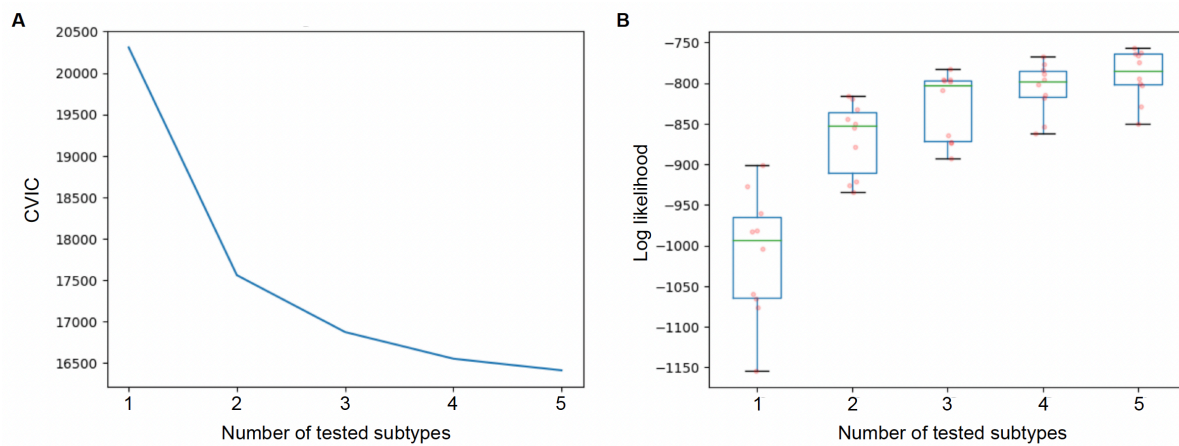 A
20500
20000
19500
19000
18500
18000
17500
17000
16500
CVIC
1 2 3 4 5
Number of tested subtypes
B
−750
−800
−850
−900
−950
−1000
−1050
−1100
−1150
Log likelihood
1 2 3 4 5
Number of tested subtypes